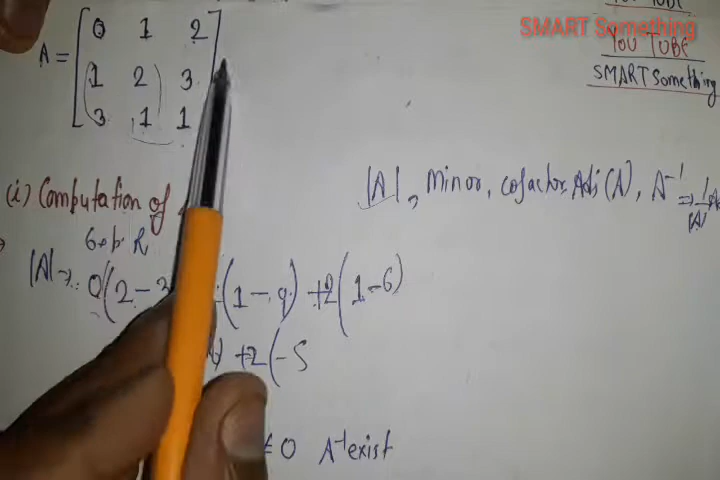 SMART Something
YOU TUBE
SMART Something
A = [ 0 1 2
1 2 3
3 1 1 ]
(i) Computation of
|A|, Minor, cofactor, Adj (A), A⁻¹
|A| → 0(2 - (1 - 9) + 2(1 - 6)
+2(-5
≠ 0 A⁻¹ exist